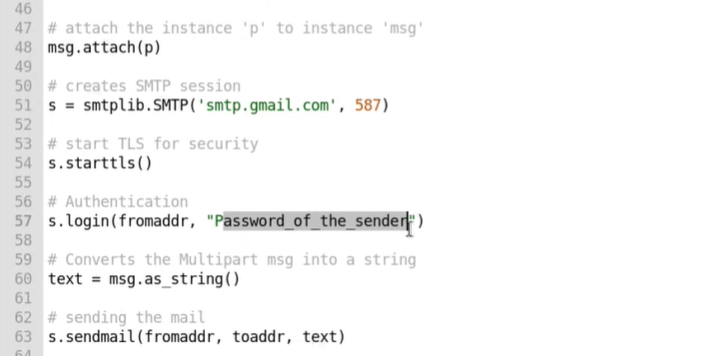 46
47 # attach the instance 'p' to instance 'msg'
48 msg.attach(p)
49
50 # creates SMTP session
51 s = smtplib.SMTP('smtp.gmail.com', 587)
52
53 # start TLS for security
54 s.starttls()
55
56 # Authentication
57 s.login(fromaddr, "Password_of_the_sender")
58
59 # Converts the Multipart msg into a string
60 text = msg.as_string()
61
62 # sending the mail
63 s.sendmail(fromaddr, toaddr, text)
64